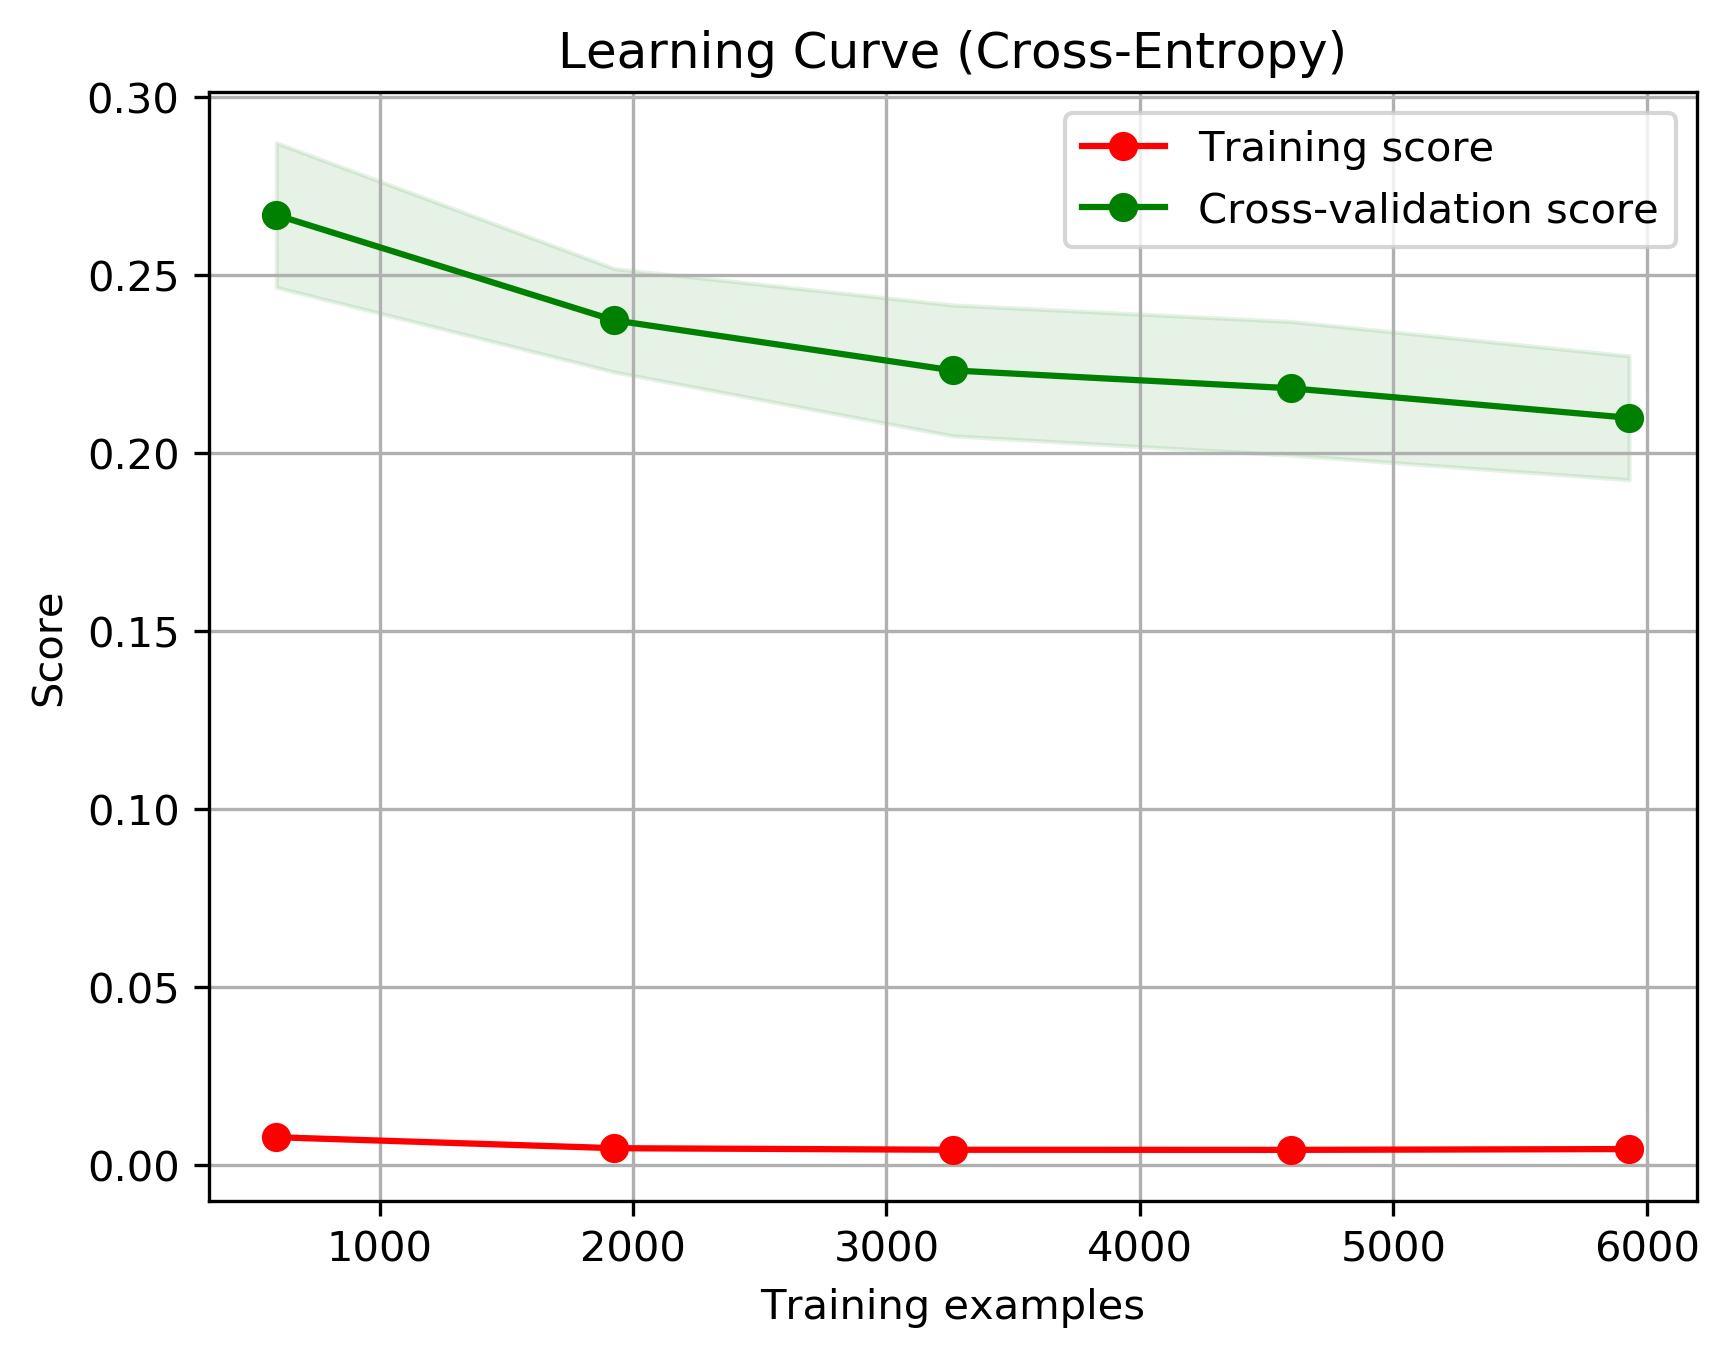 Learning Curve (Cross-Entropy)
Training score
Cross-validation score
0.30
0.25
0.20
0.15
0.10
0.05
0.00
Score
1000 2000 3000 4000 5000 6000
Training examples